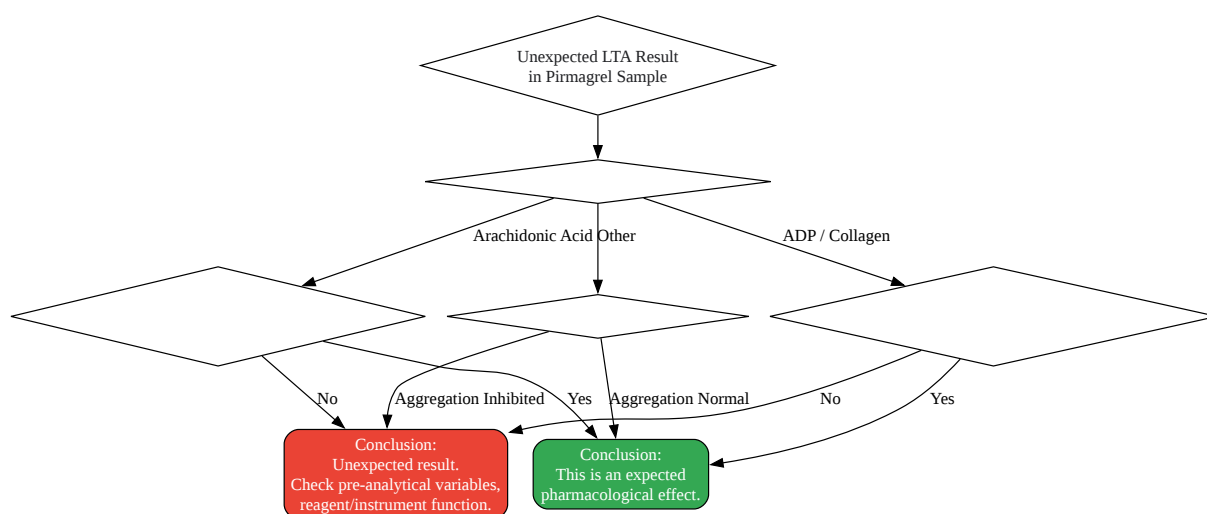 Unexpected LTA Result
in Pirmagrel Sample
Arachidonic Acid
Other
ADP / Collagen
No
Aggregation Inhibited
Yes
Aggregation Normal
No
Yes
Conclusion:
Unexpected result.
Check pre-analytical variables,
reagent/instrument function.
Conclusion:
This is an expected
pharmacological effect.